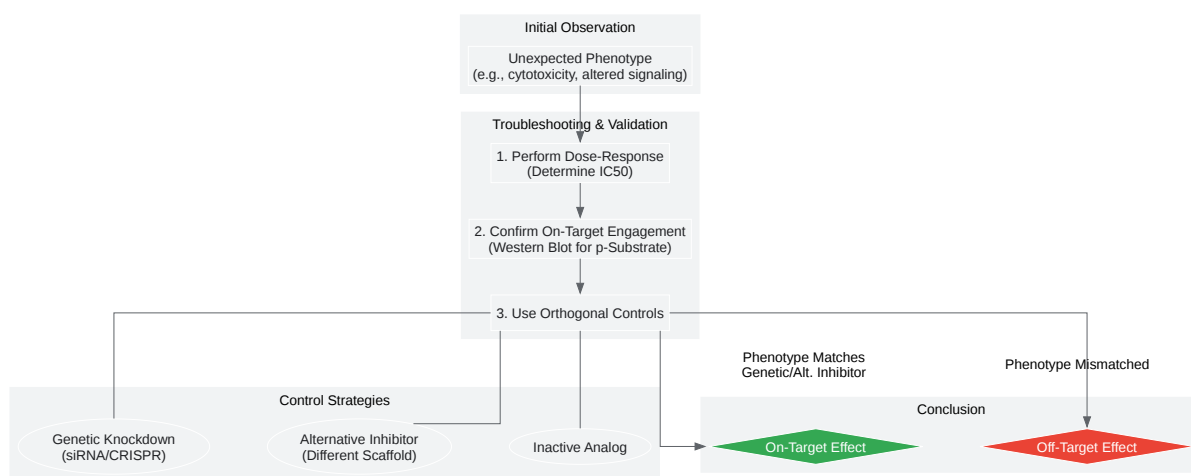 Initial Observation
Unexpected Phenotype
(e.g., cytotoxicity, altered signaling)
Troubleshooting & Validation
1. Perform Dose-Response
(Determine IC50)
2. Confirm On-Target Engagement
(Western Blot for p-Substrate)
3. Use Orthogonal Controls
Phenotype Matches
Genetic/Alt. Inhibitor
Phenotype Mismatched
Control Strategies
Genetic Knockdown
(siRNA/CRISPR)
Alternative Inhibitor
(Different Scaffold)
Inactive Analog
Conclusion
On-Target Effect
Off-Target Effect